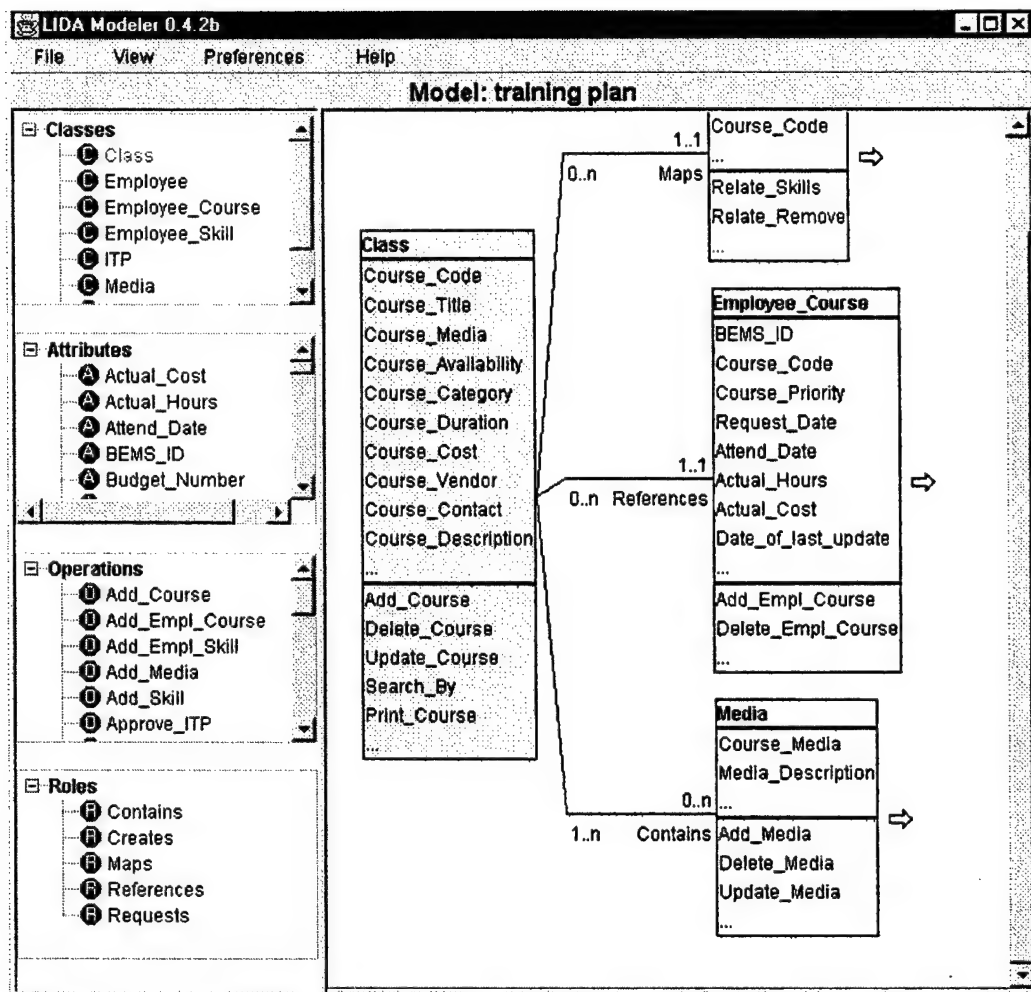 LIDA Modeler 0.4.2b
File View Preferences Help
Model: training plan
Classes
Class
Employee
Employee_Course
Employee_Skill
ITP
Media
Attributes
Actual_Cost
Actual_Hours
Attend_Date
BEMS_ID
Budget_Number
Operations
Add_Course
Add_Empl_Course
Add_Empl_Skill
Add_Media
Add_Skill
Approve_ITP
Roles
Contains
Creates
Maps
References
Requests
Class
Course_Code
Course_Title
Course_Media
Course_Availability
Course_Category
Course_Duration
Course_Cost
Course_Vendor
Course_Contact
Course_Description
...
Add_Course
Delete_Course
Update_Course
Search_By
Print_Course
...
1..1
0..n Maps
Course_Code
...
Relate_Skills
Relate_Remove
...
1..1
0..n References
Employee_Course
BEMS_ID
Course_Code
Course_Priority
Request_Date
Attend_Date
Actual_Hours
Actual_Cost
Date_of_last_update
...
Add_Empl_Course
Delete_Empl_Course
...
0..n
1..n Contains
Media
Course_Media
Media_Description
...
Add_Media
Delete_Media
Update_Media
...